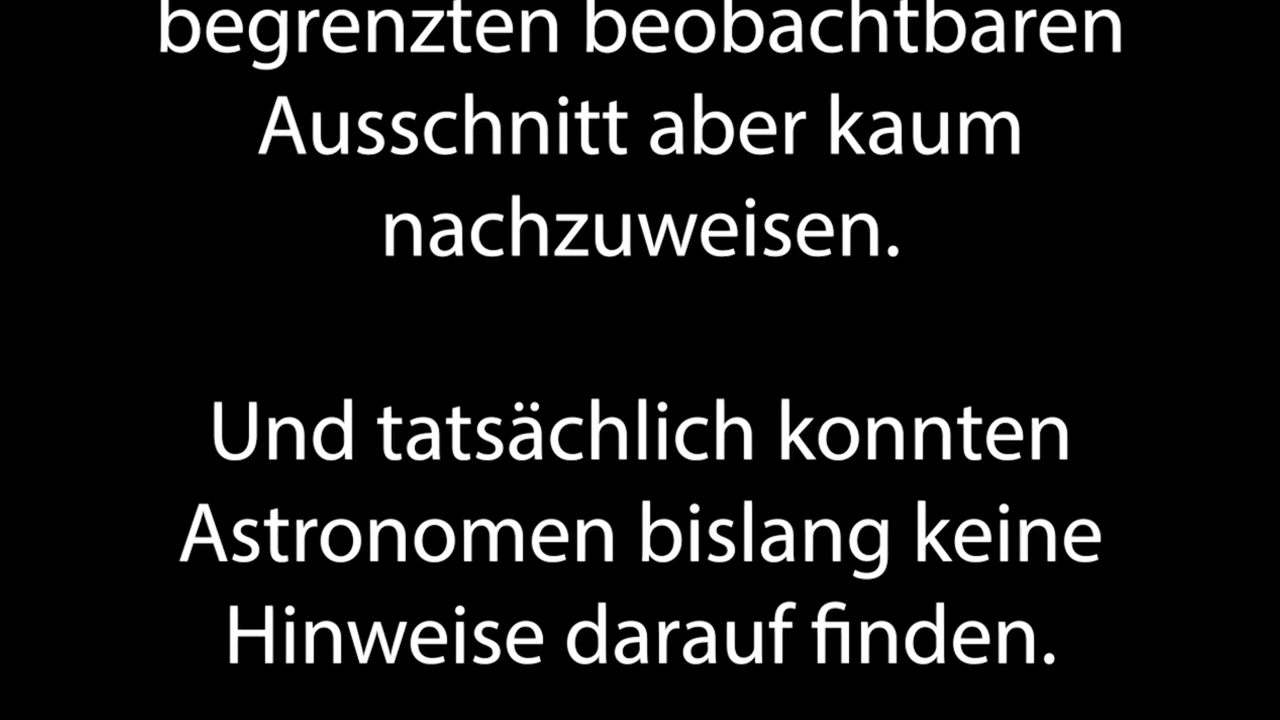 begrenzten beobachtbaren
Ausschnitt aber kaum
nachzuweisen.
Und tatsächlich konnten
Astronomen bislang keine
Hinweise darauf finden.